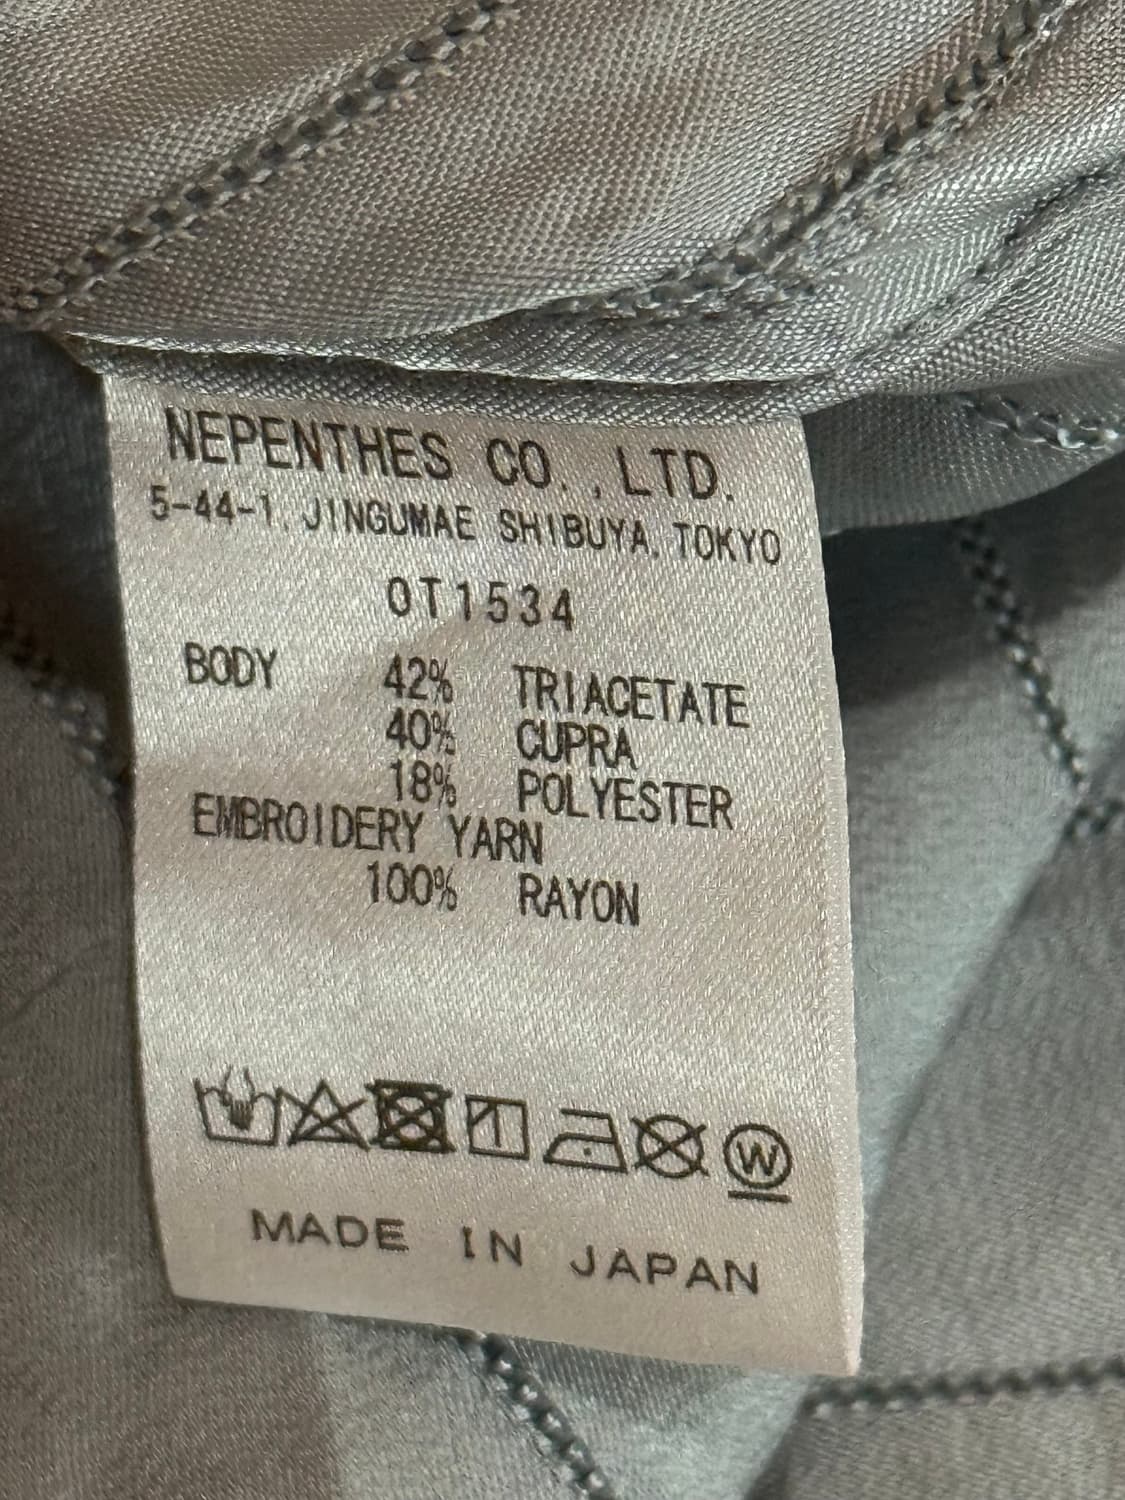 NEPENTHES CO.,LTD.
5-44-1, JINGUMAE SHIBUYA, TOKYO
OT1534
BODY 42% TRIACETATE
40% CUPRA
18% POLYESTER
EMBROIDERY YARN
100% RAYON
W
MADE IN JAPAN